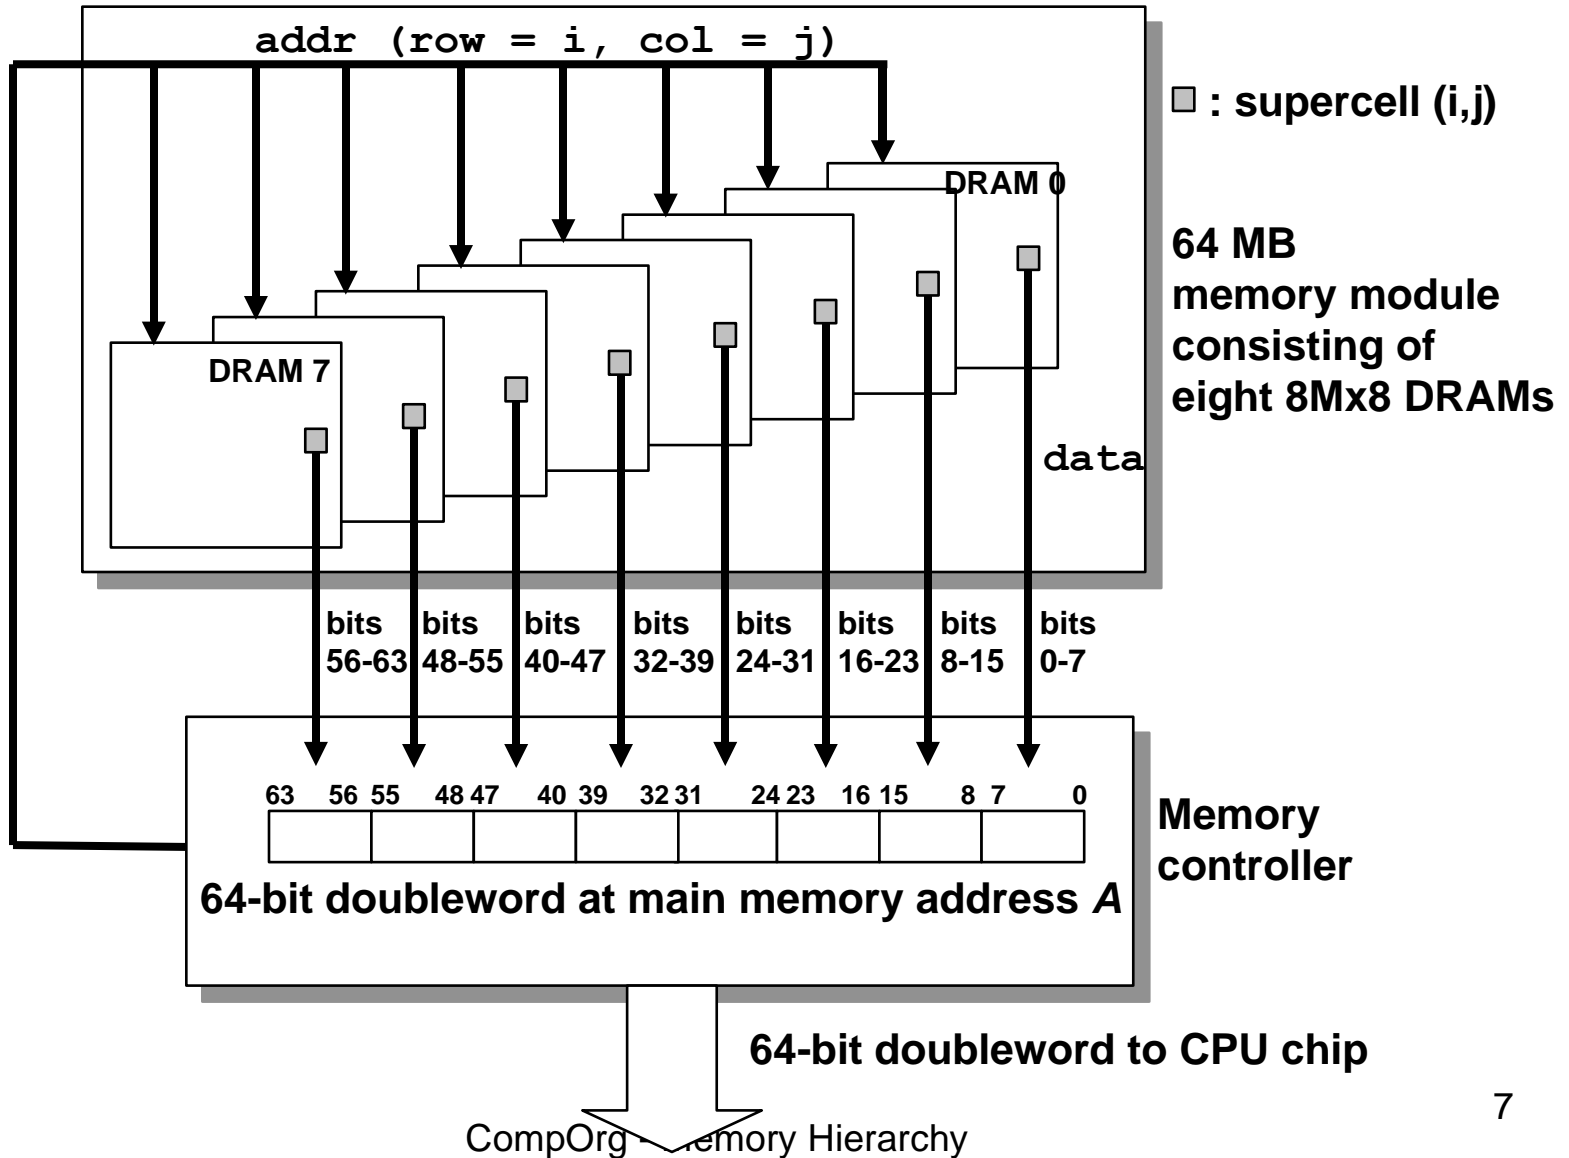 addr (row = i, col = j)
: supercell (i,j)
DRAM 0
64 MB
memory module
consisting of
eight 8Mx8 DRAMs
DRAM 7
data
bits 56-63
bits 48-55
bits 40-47
bits 32-39
bits 24-31
bits 16-23
bits 8-15
bits 0-7
63 56 55 48 47 40 39 32 31 24 23 16 15 8 7 0
Memory
controller
64-bit doubleword at main memory address A
64-bit doubleword to CPU chip
7
CompOrg - Memory Hierarchy